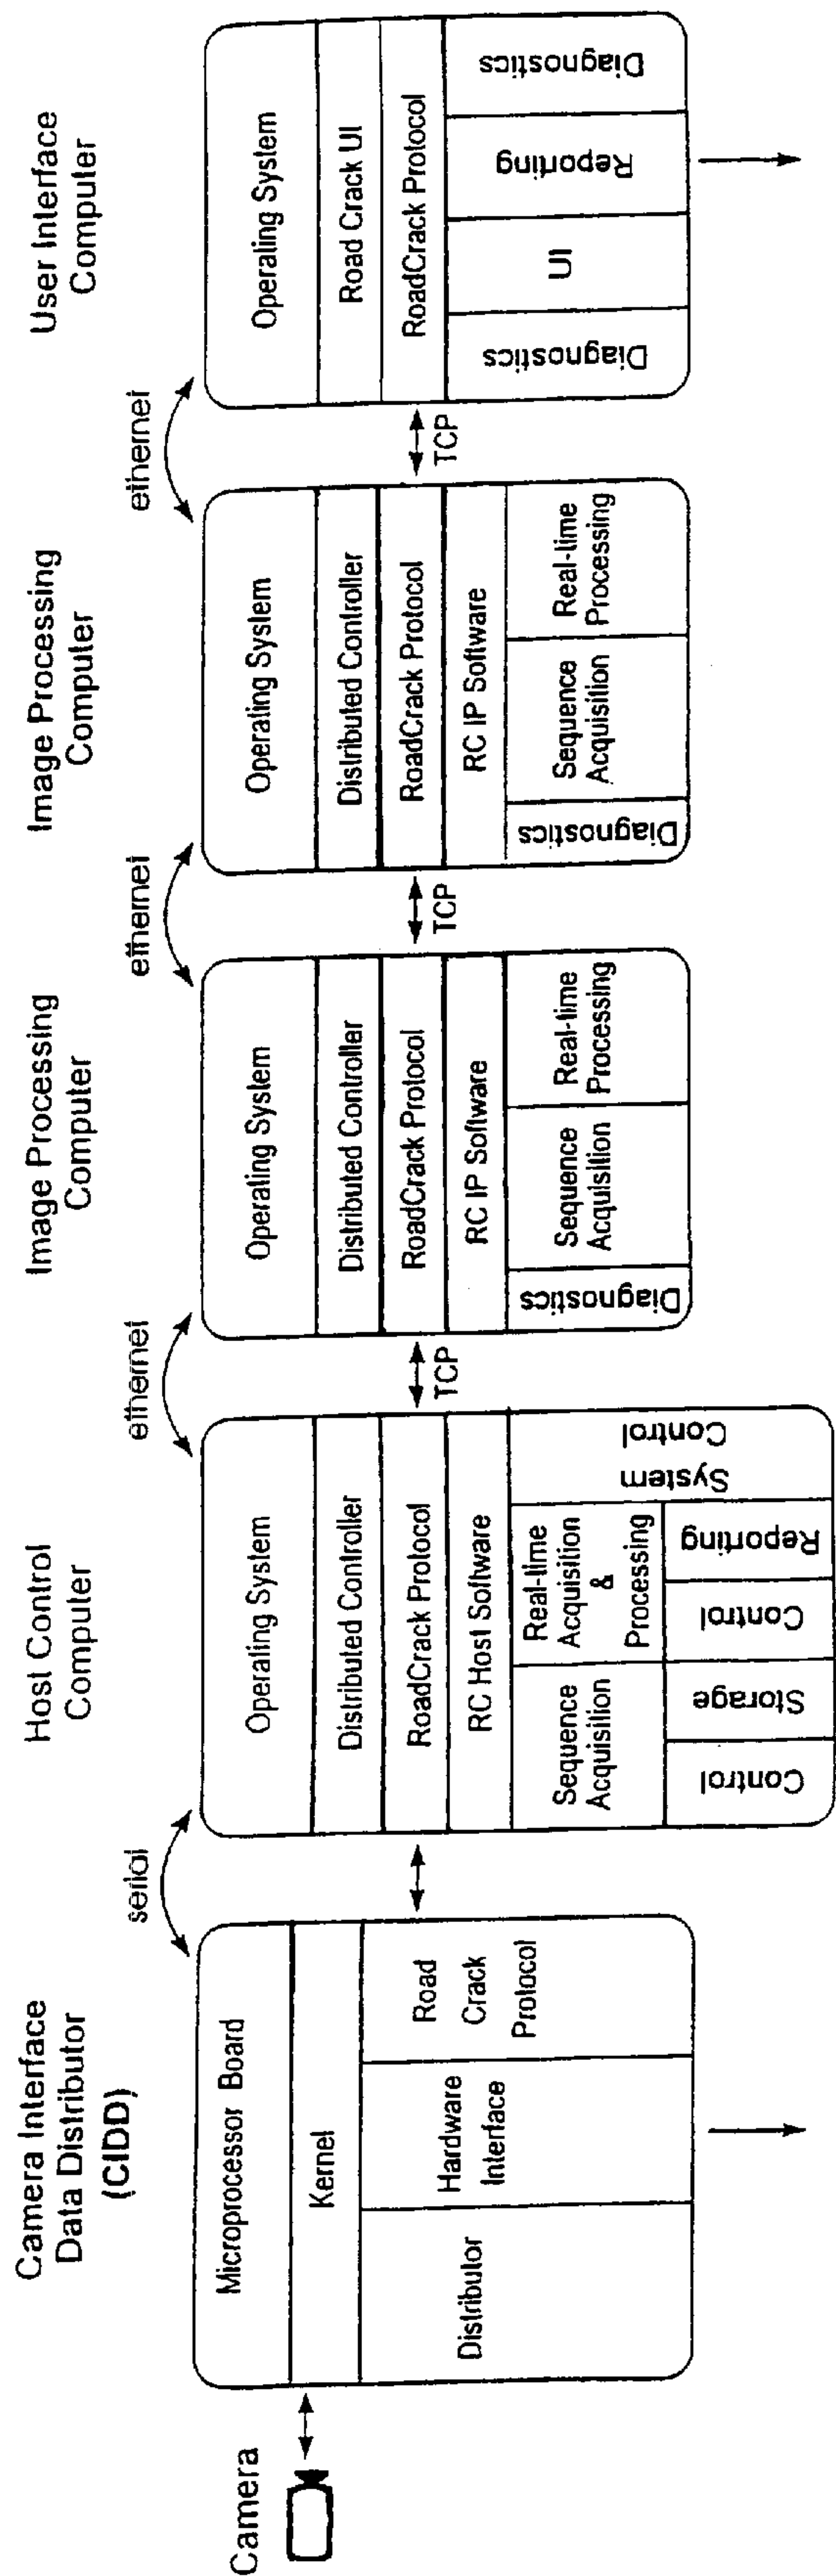 Camera
Camera Interface
Data Distributor
(CIDD)
Microprocessor Board
Kernel
Distributor
Hardware
Interface
Road
Crack
Protocol
serial
Host Control
Computer
Operating System
Distributed Controller
RoadCrack Protocol
RC Host Software
Sequence
Acquisition
Real-time
Acquisition
&
Processing
System
Control
Control
Storage
Control
Reporting
ethernet
TCP
Image Processing
Computer
Operating System
Distributed Controller
RoadCrack Protocol
RC IP Software
Diagnostics
Sequence
Acquisition
Real-time
Processing
ethernet
TCP
Image Processing
Computer
Operating System
Distributed Controller
RoadCrack Protocol
RC IP Software
Diagnostics
Sequence
Acquisition
Real-time
Processing
ethernet
TCP
User Interface
Computer
Operating System
Road Crack UI
RoadCrack Protocol
Diagnostics
UI
Reporting
Diagnostics